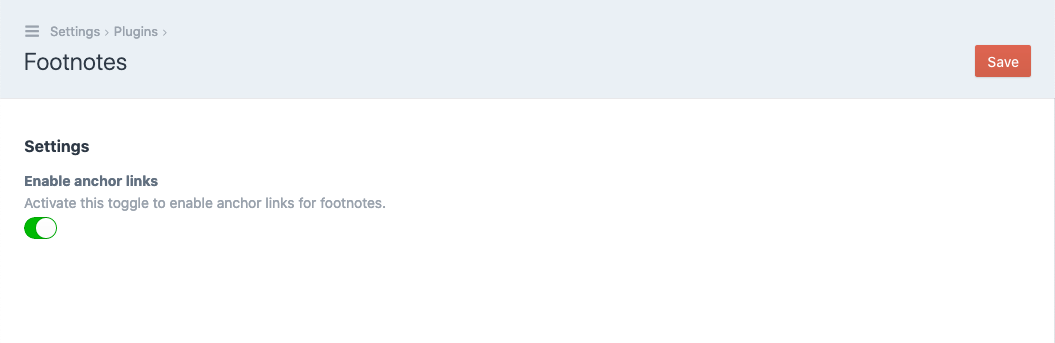 Settings › Plugins ›
Footnotes
Save
Settings
Enable anchor links
Activate this toggle to enable anchor links for footnotes.